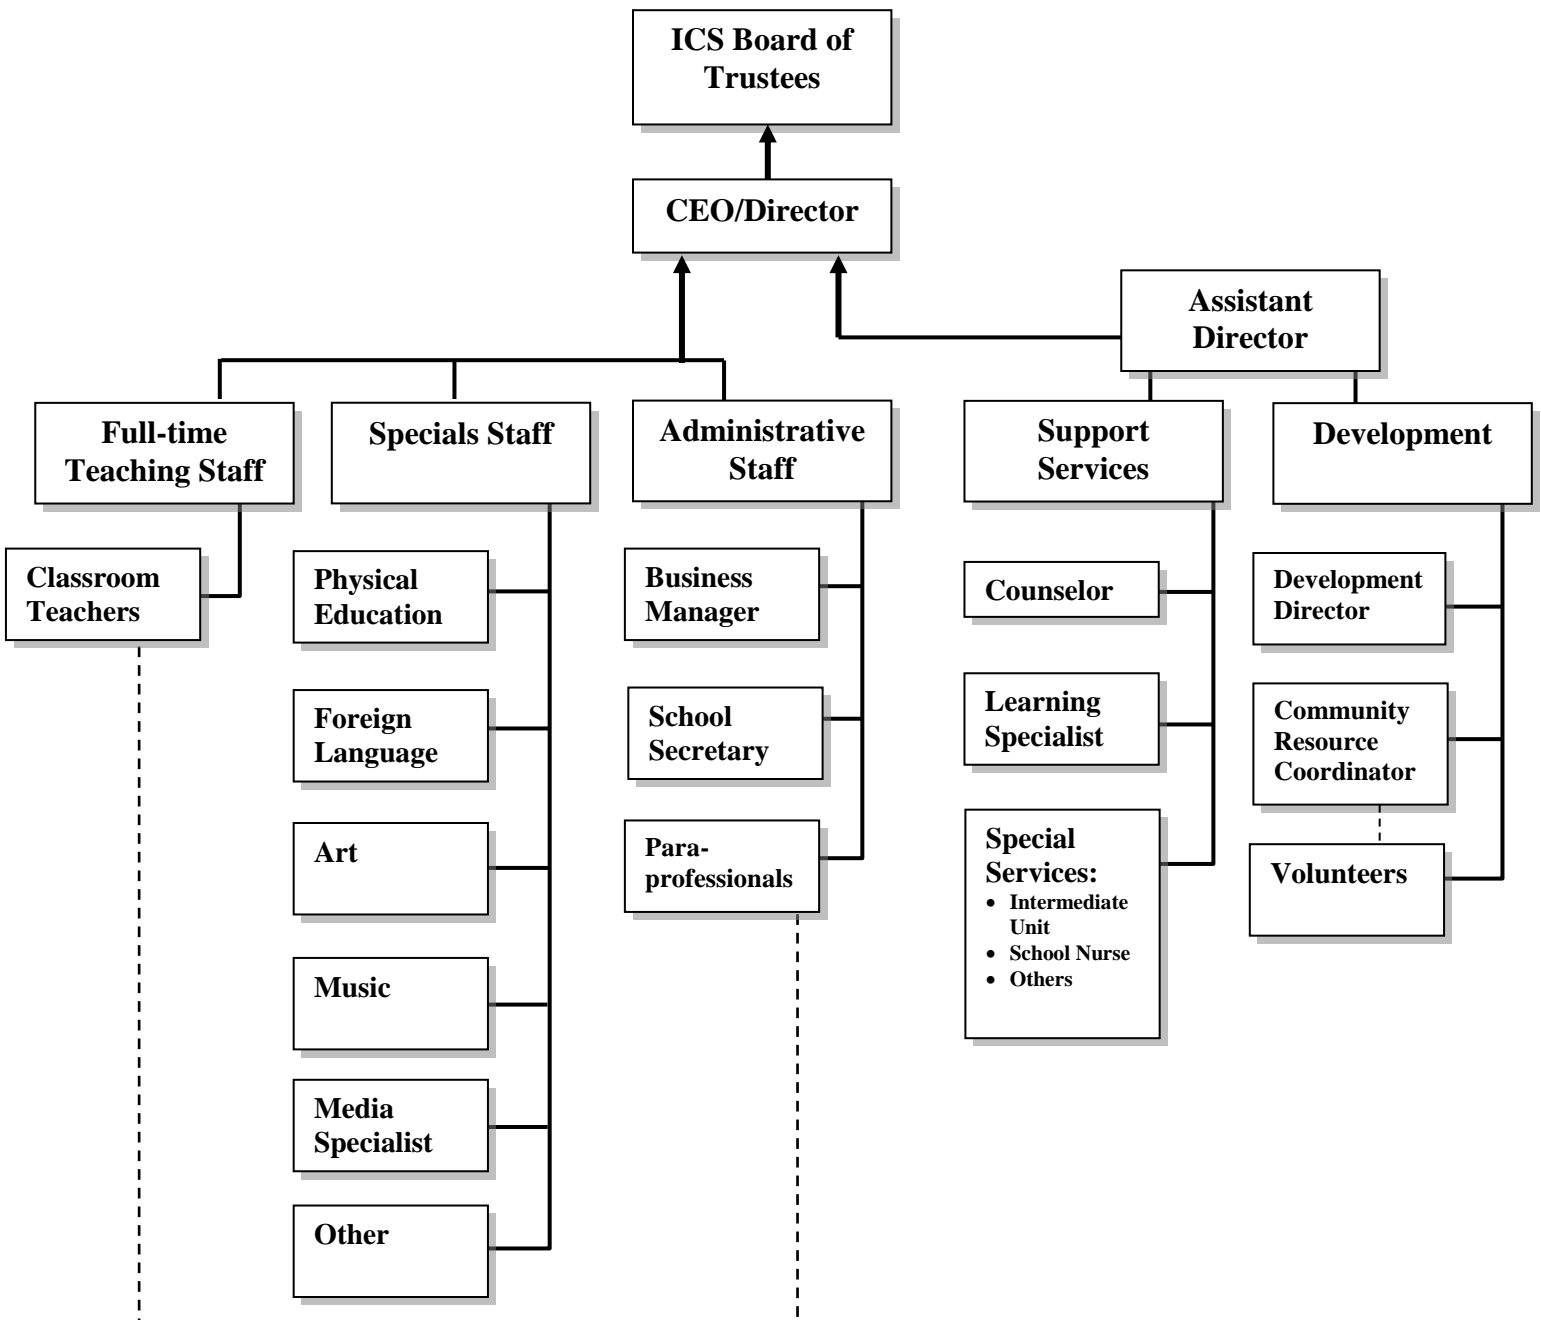 ICS Board of
Trustees
CEO/Director
Assistant
Director
Full-time
Teaching Staff
Specials Staff
Administrative
Staff
Support
Services
Development
Classroom
Teachers
Physical
Education
Foreign
Language
Art
Music
Media
Specialist
Other
Business
Manager
School
Secretary
Para-
professionals
Counselor
Learning
Specialist
Special
Services:
• Intermediate
Unit
• School Nurse
• Others
Development
Director
Community
Resource
Coordinator
Volunteers